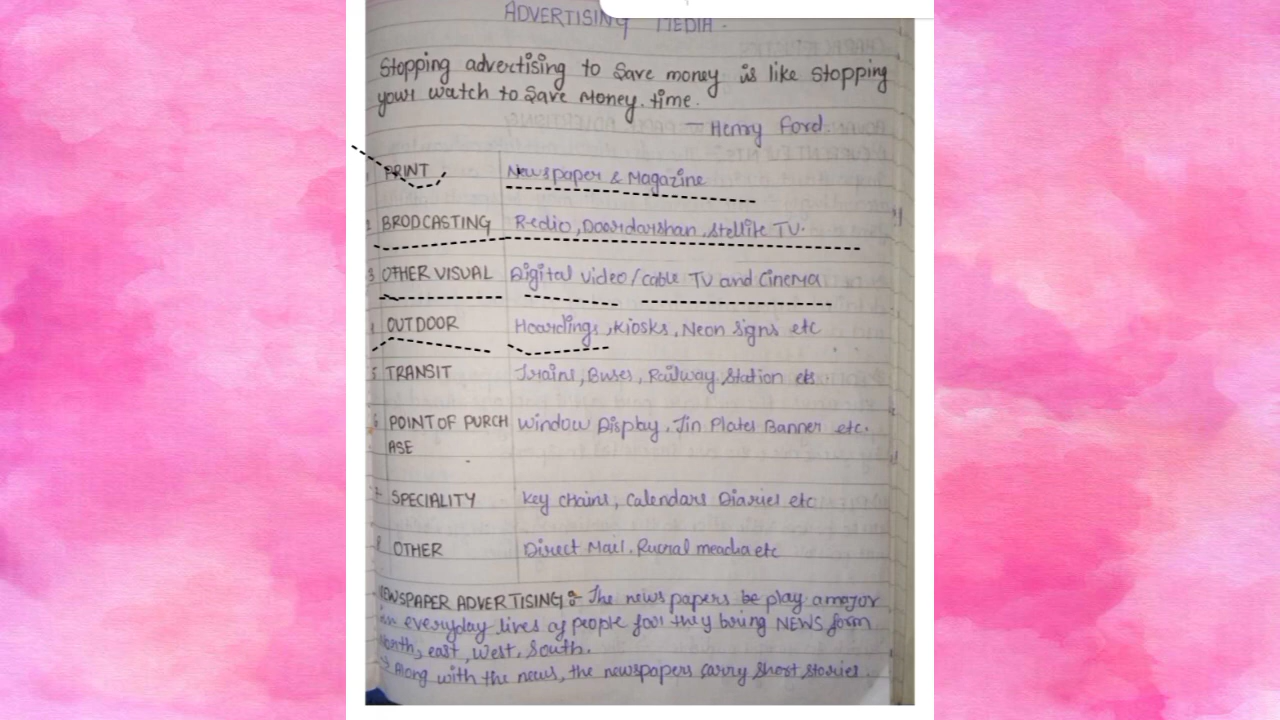 ADVERTISING MEDIA.
Stopping advertising to save money is like stopping
your watch to save money. time.
— Henry Ford.
PRINT Newspaper & Magazine
2 BRODCASTING Redio, Doordarshan, Stellite TV.
3 OTHER VISUAL Digital video / cable TV and Cinema
OUTDOOR Hoardings, Kiosks, Neon Signs etc
5 TRANSIT Trains, Buses, Railway Station etc
6 POINT OF PURCH Window Display, Tin Plates Banner etc.
ASE
7 SPECIALITY Key chains, Calendars Diaries etc
OTHER Direct Mail, etc
NEWSPAPER ADVERTISING :- The news papers be play a major
in everyday lives of people for they bring NEWS form
North, east, West, South.
Along with the news, the newspapers carry short stories.